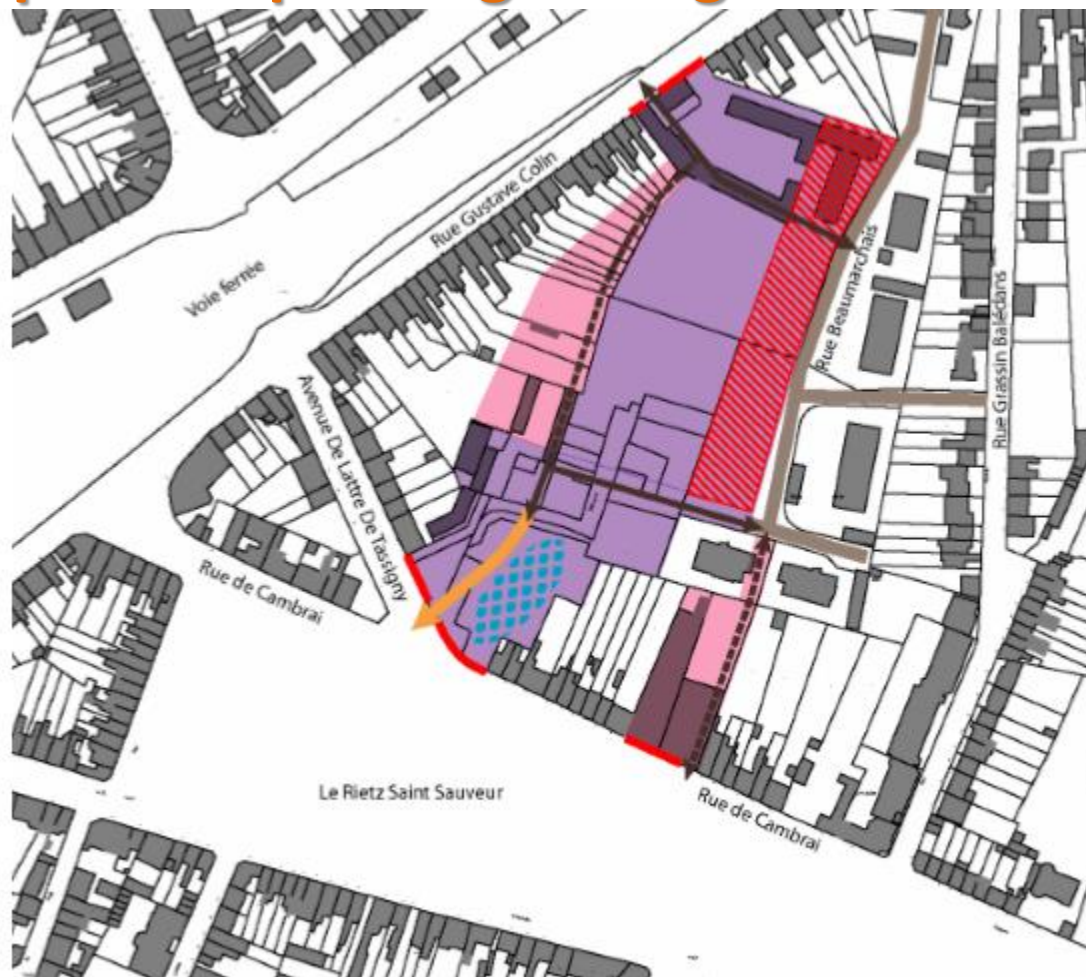 Rue Gustave Colin
Voie ferrée
Rue Beaumarchais
Rue Grassin Balédans
Avenue De Lattre De Tassigny
Rue de Cambrai
Le Rietz Saint Sauveur
Rue de Cambrai